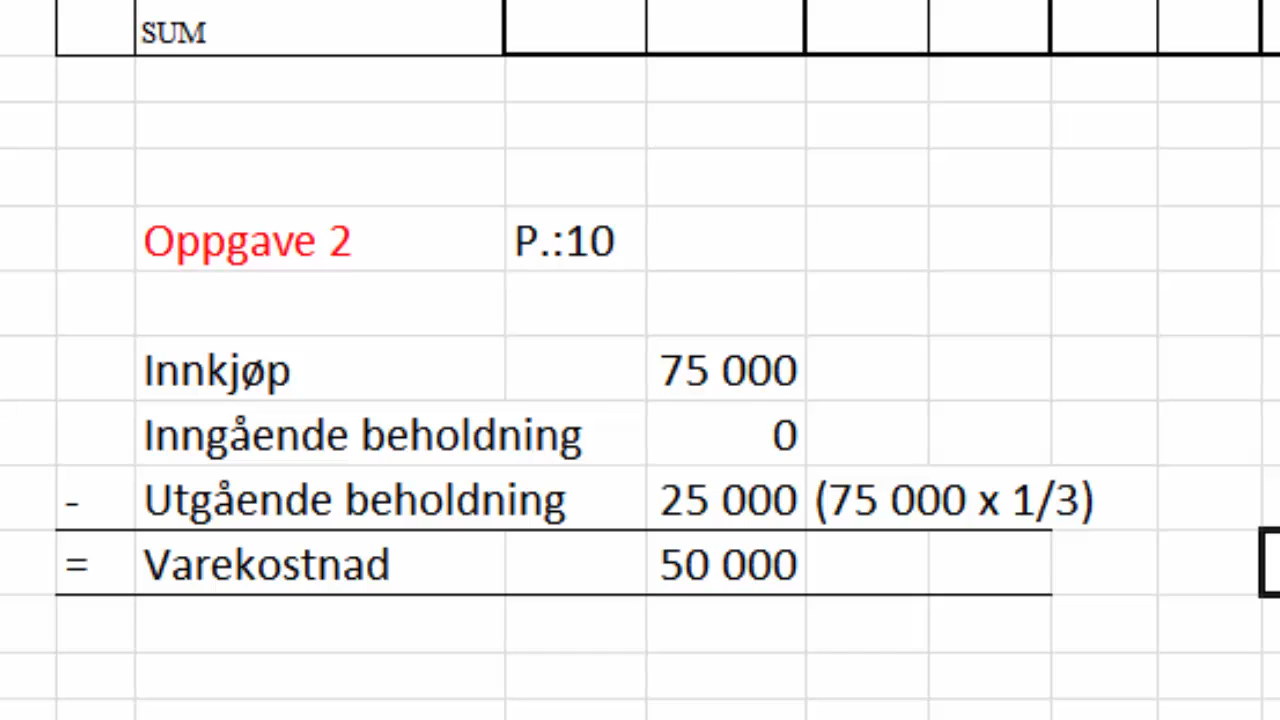 SUM
Oppgave 2 P.:10
Innkjøp 75 000
Inngående beholdning 0
- Utgående beholdning 25 000 (75 000 x 1/3)
= Varekostnad 50 000